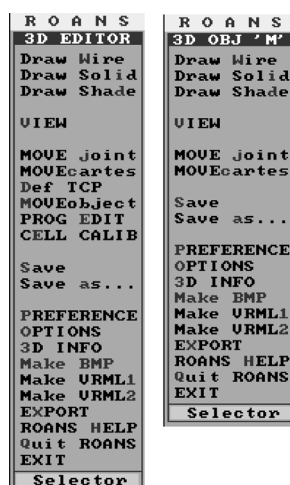 R O A N S
3D EDITOR
Draw Wire
Draw Solid
Draw Shade
VIEW
MOVE joint
MOVEcartes
Def TCP
MOVEobject
PROG EDIT
CELL CALIB
Save
Save as...
PREFERENCE
OPTIONS
3D INFO
Make BMP
Make VRML1
Make VRML2
EXPORT
ROANS HELP
Quit ROANS
EXIT
Selector
R O A N S
3D OBJ 'M'
Draw Wire
Draw Solid
Draw Shade
VIEW
MOVE joint
MOVEcartes
Save
Save as...
PREFERENCE
OPTIONS
3D INFO
Make BMP
Make VRML1
Make VRML2
EXPORT
ROANS HELP
Quit ROANS
EXIT
Selector